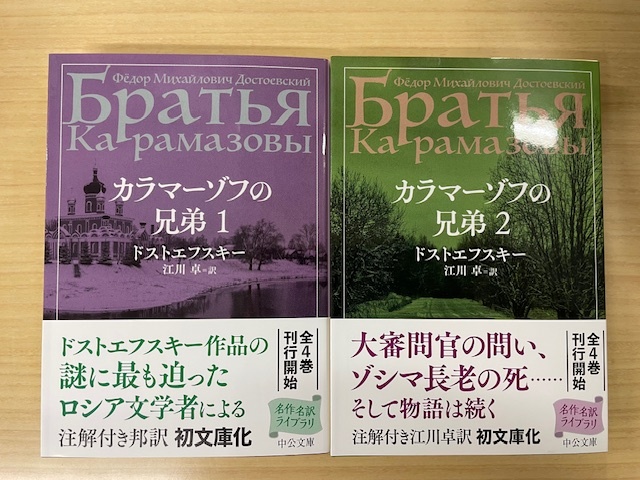 Фёдор Михайлович Достоевский
Братья
Карамазовы
カラマーゾフの
兄弟 1
ドストエフスキー
江川 卓=訳
ドストエフスキー作品の
謎に最も迫った
ロシア文学者による
注解付き邦訳 初文庫化
全4巻
刊行開始
名作名訳
ライブラリ
中公文庫
Фёдор Михайлович Достоевский
Братья
Карамазовы
カラマーゾフの
兄弟 2
ドストエフスキー
江川 卓=訳
大審問官の問い、
ゾシマ長老の死……
そして物語は続く
注解付き江川卓訳 初文庫化
全4巻
刊行開始
名作名訳
ライブラリ
中公文庫